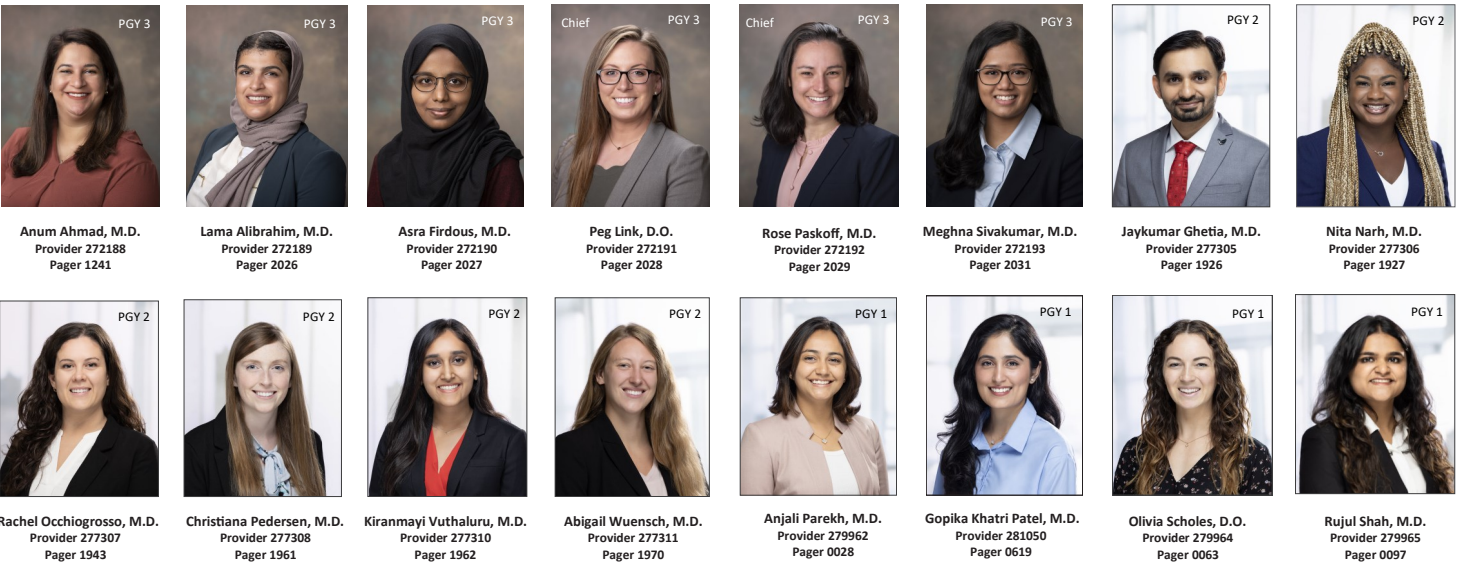 PGY 3
PGY 3
PGY 3
Chief PGY 3
Chief PGY 3
PGY 3
PGY 2
PGY 2
Anum Ahmad, M.D.
Provider 272188
Pager 1241
Lama Alibrahim, M.D.
Provider 272189
Pager 2026
Asra Firdous, M.D.
Provider 272190
Pager 2027
Peg Link, D.O.
Provider 272191
Pager 2028
Rose Paskoff, M.D.
Provider 272192
Pager 2029
Meghna Sivakumar, M.D.
Provider 272193
Pager 2031
Jaykumar Ghetia, M.D.
Provider 277305
Pager 1926
Nita Narh, M.D.
Provider 277306
Pager 1927
PGY 2
PGY 2
PGY 2
PGY 2
PGY 1
PGY 1
PGY 1
PGY 1
Rachel Occhiogrosso, M.D.
Provider 277307
Pager 1943
Christiana Pedersen, M.D.
Provider 277308
Pager 1961
Kiranmayi Vuthaluru, M.D.
Provider 277310
Pager 1962
Abigail Wuensch, M.D.
Provider 277311
Pager 1970
Anjali Parekh, M.D.
Provider 279962
Pager 0028
Gopika Khatri Patel, M.D.
Provider 281050
Pager 0619
Olivia Scholes, D.O.
Provider 279964
Pager 0063
Rujul Shah, M.D.
Provider 279965
Pager 0097